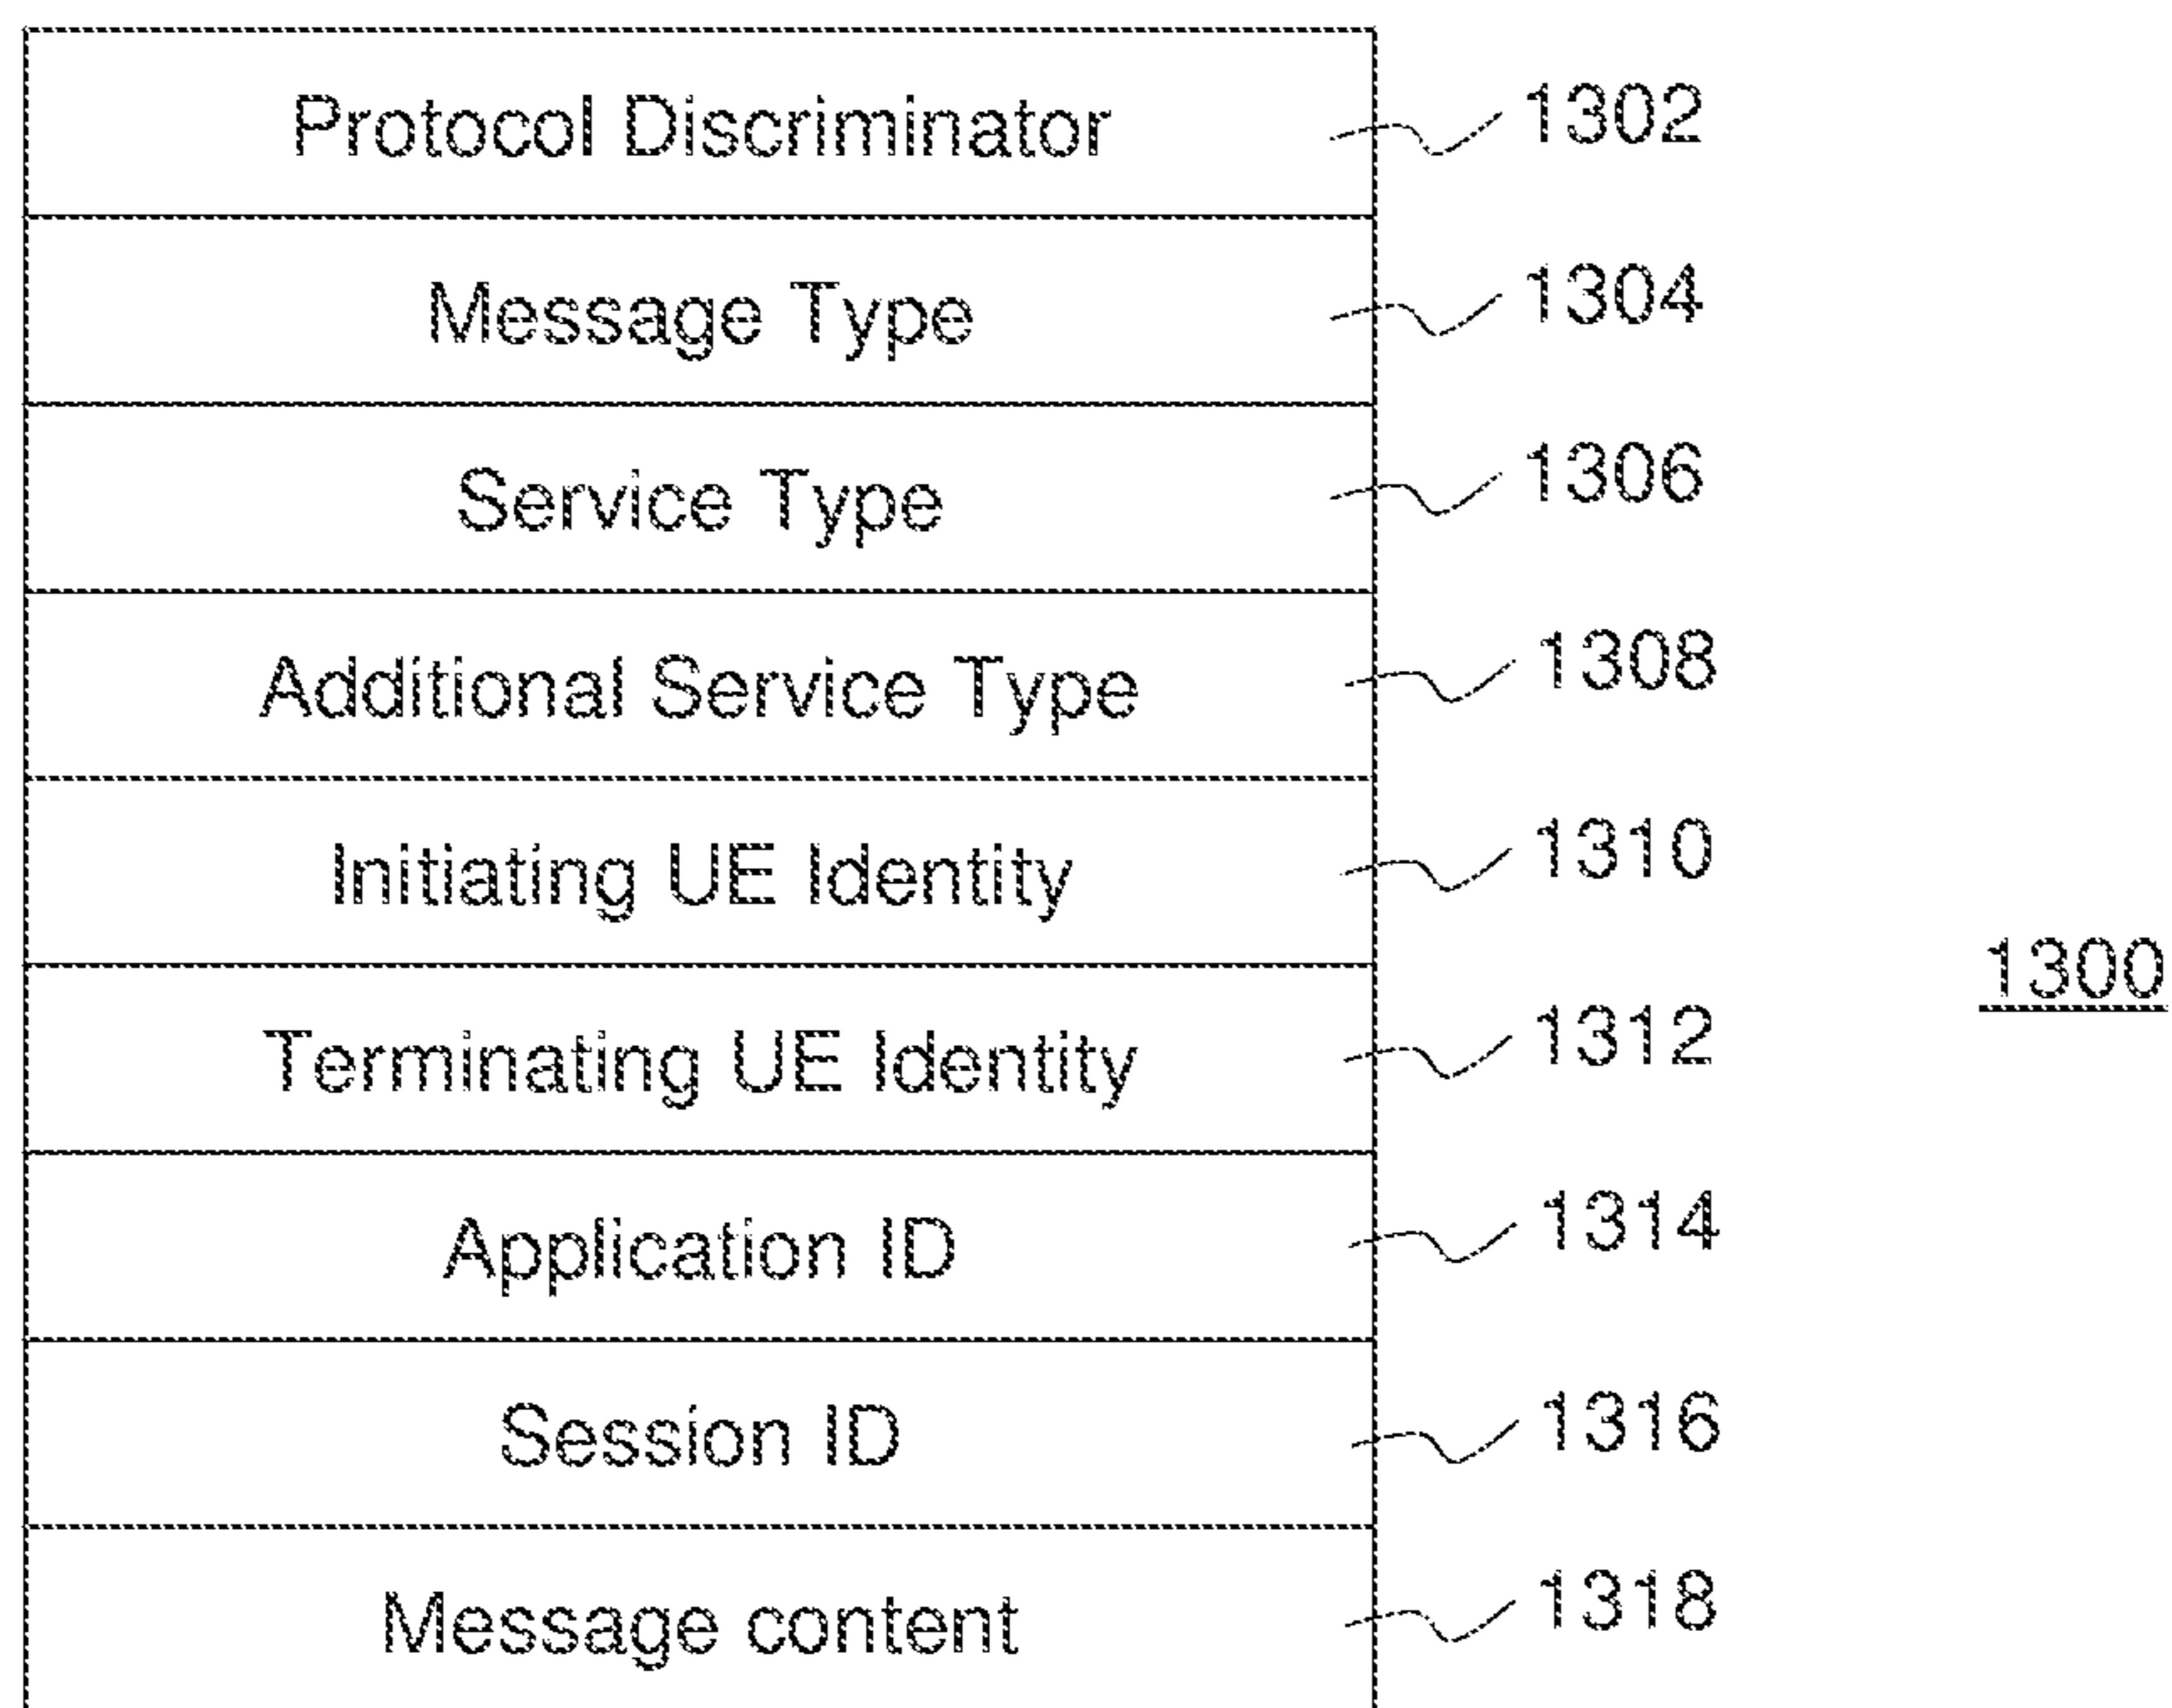 Protocol Discriminator 1302
Message Type 1304
Service Type 1306
Additional Service Type 1308
Initiating UE Identity 1310
1300
Terminating UE Identity 1312
Application ID 1314
Session ID 1316
Message content 1318